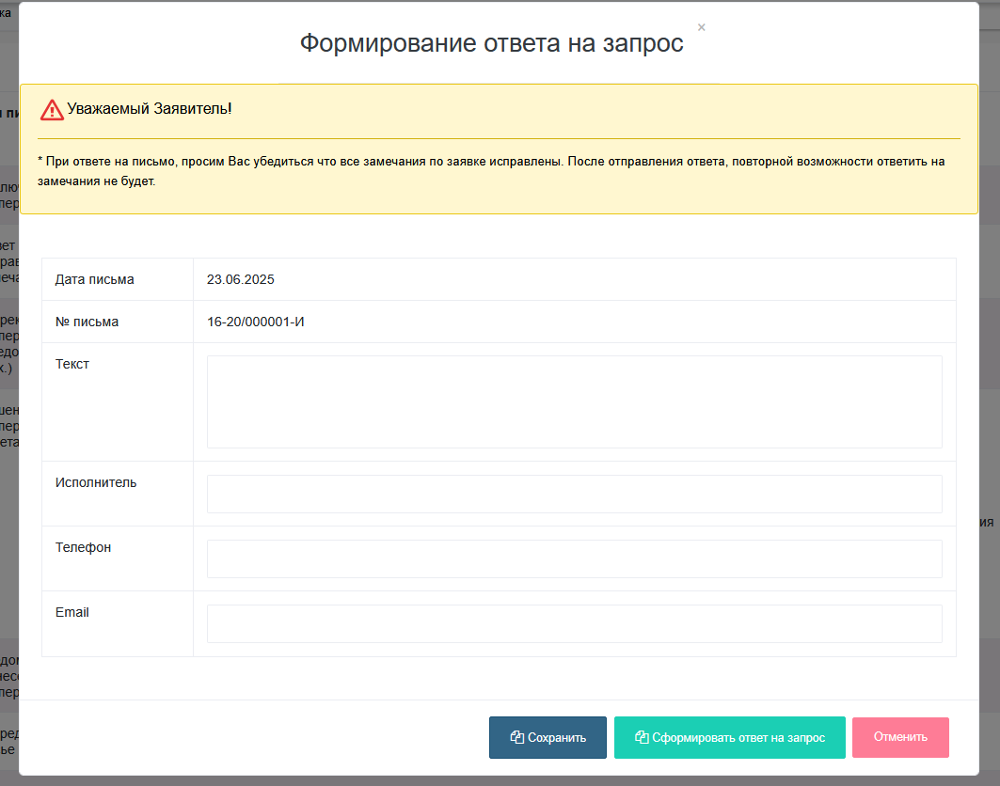 Формирование ответа на запрос
×
Уважаемый Заявитель!
* При ответе на письмо, просим Вас убедиться что все замечания по заявке исправлены. После отправления ответа, повторной возможности ответить на
замечания не будет.
Дата письма 23.06.2025
№ письма 16-20/000001-И
Текст
Исполнитель
Телефон
Email
Сохранить Сформировать ответ на запрос Отменить